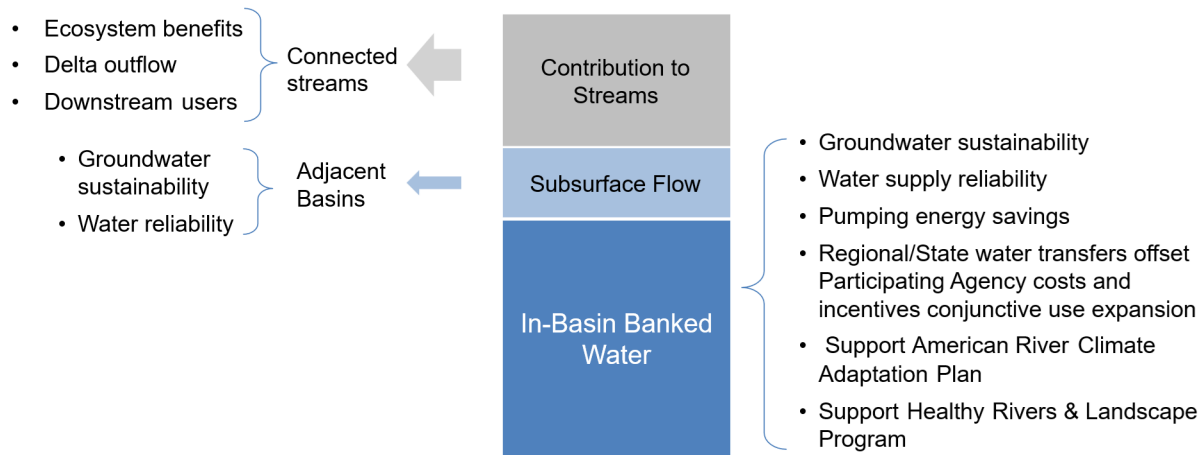 • Ecosystem benefits
• Delta outflow
• Downstream users
Connected
streams
• Groundwater
sustainability
• Water reliability
Adjacent
Basins
Contribution to
Streams
Subsurface Flow
In-Basin Banked
Water
• Groundwater sustainability
• Water supply reliability
• Pumping energy savings
• Regional/State water transfers offset
Participating Agency costs and
incentives conjunctive use expansion
• Support American River Climate
Adaptation Plan
• Support Healthy Rivers & Landscape
Program